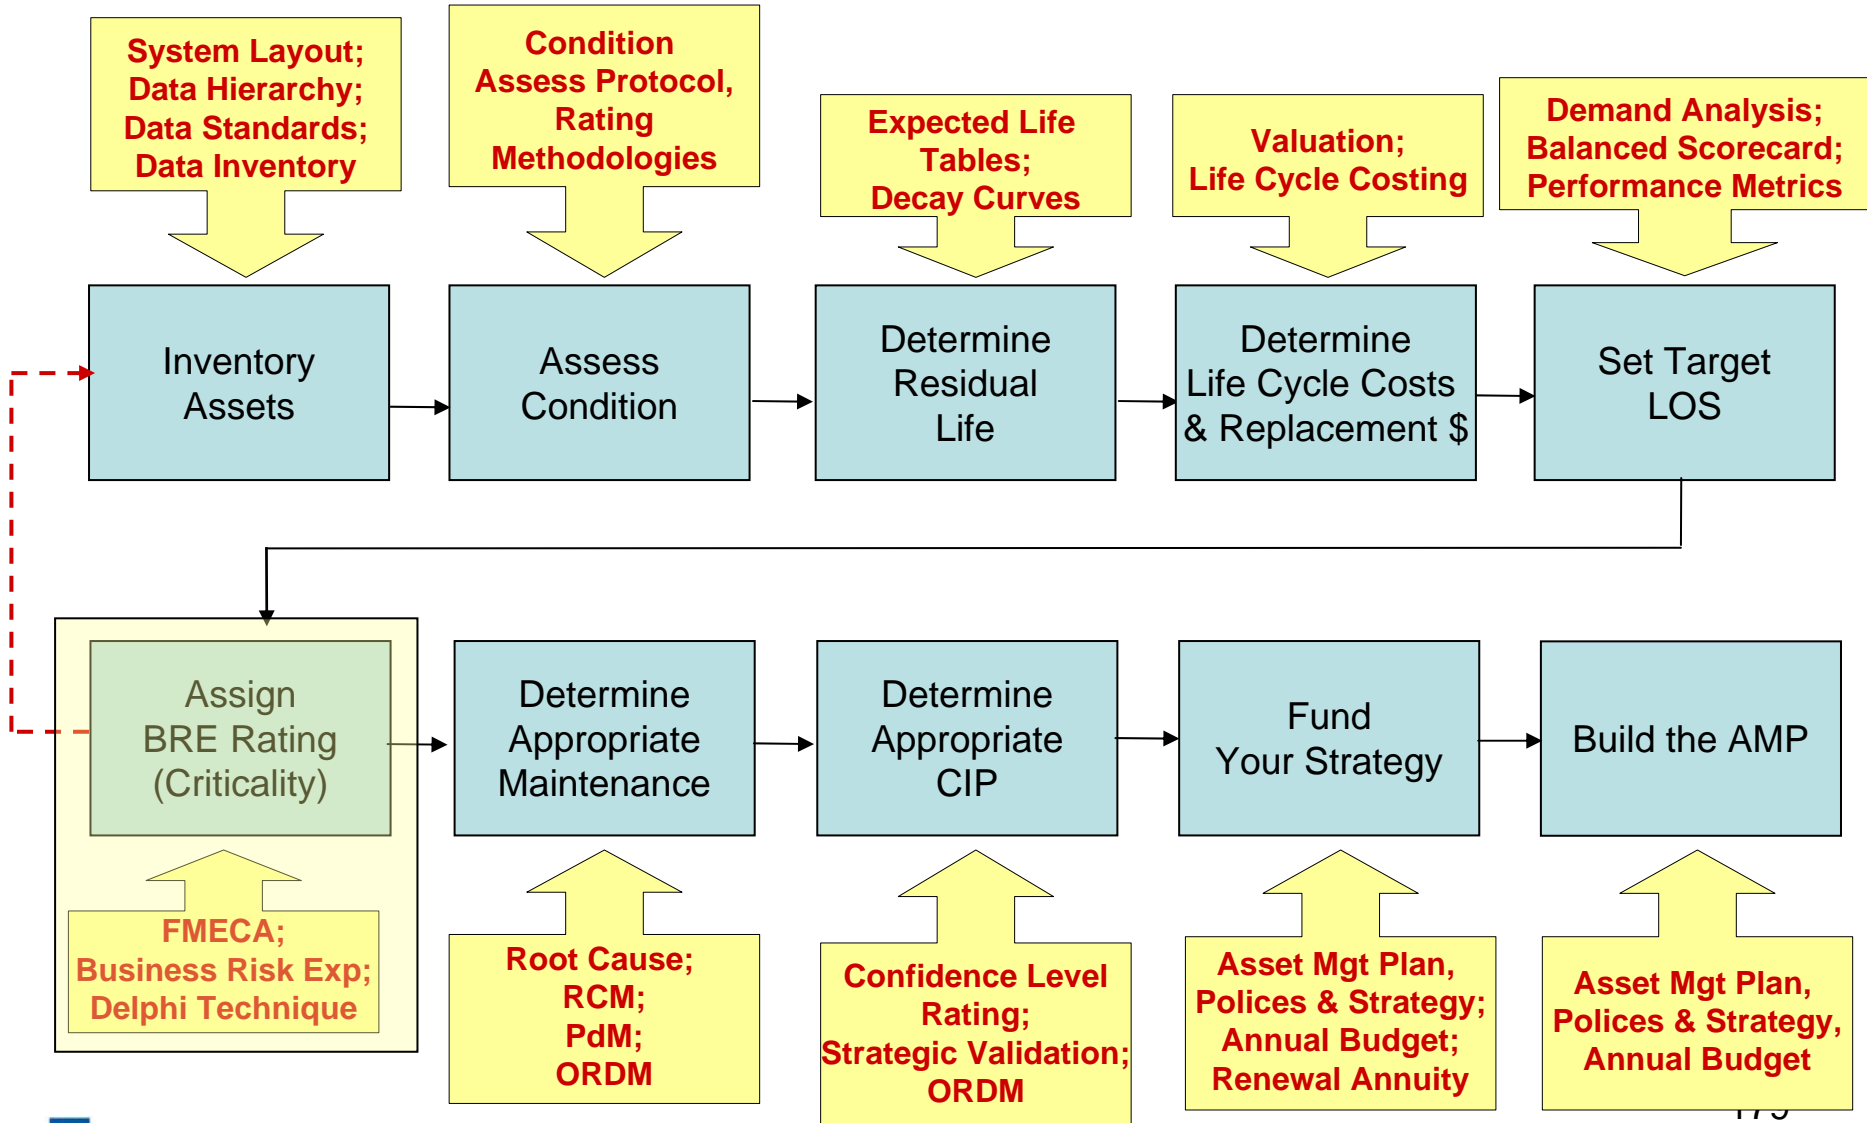 System Layout;
Data Hierarchy;
Data Standards;
Data Inventory
Condition
Assess Protocol,
Rating
Methodologies
Expected Life
Tables;
Decay Curves
Valuation;
Life Cycle Costing
Demand Analysis;
Balanced Scorecard;
Performance Metrics
Inventory
Assets
Assess
Condition
Determine
Residual
Life
Determine
Life Cycle Costs
& Replacement $
Set Target
LOS
Assign
BRE Rating
(Criticality)
Determine
Appropriate
Maintenance
Determine
Appropriate
CIP
Fund
Your Strategy
Build the AMP
FMECA;
Business Risk Exp;
Delphi Technique
Root Cause;
RCM;
PdM;
ORDM
Confidence Level
Rating;
Strategic Validation;
ORDM
Asset Mgt Plan,
Polices & Strategy;
Annual Budget;
Renewal Annuity
Asset Mgt Plan,
Polices & Strategy,
Annual Budget